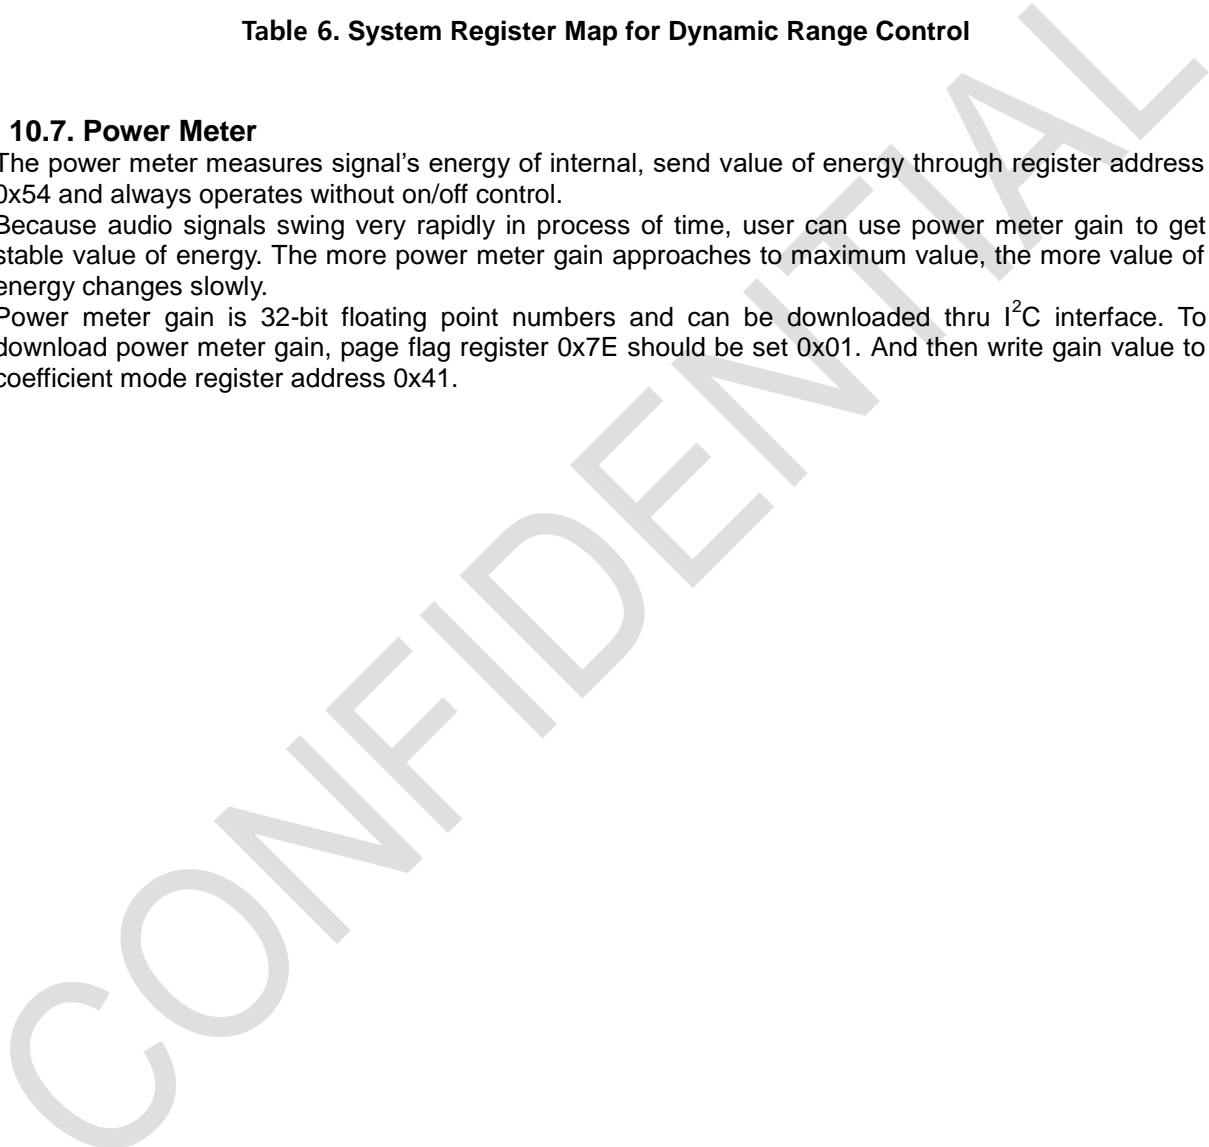 Table 6. System Register Map for Dynamic Range Control
10.7. Power Meter
The power meter measures signal's energy of internal, send value of energy through register address
0x54 and always operates without on/off control.
Because audio signals swing very rapidly in process of time, user can use power meter gain to get
stable value of energy. The more power meter gain approaches to maximum value, the more value of
energy changes slowly.
Power meter gain is 32-bit floating point numbers and can be downloaded thru I²C interface. To
download power meter gain, page flag register 0x7E should be set 0x01. And then write gain value to
coefficient mode register address 0x41.
CONFIDENTIAL